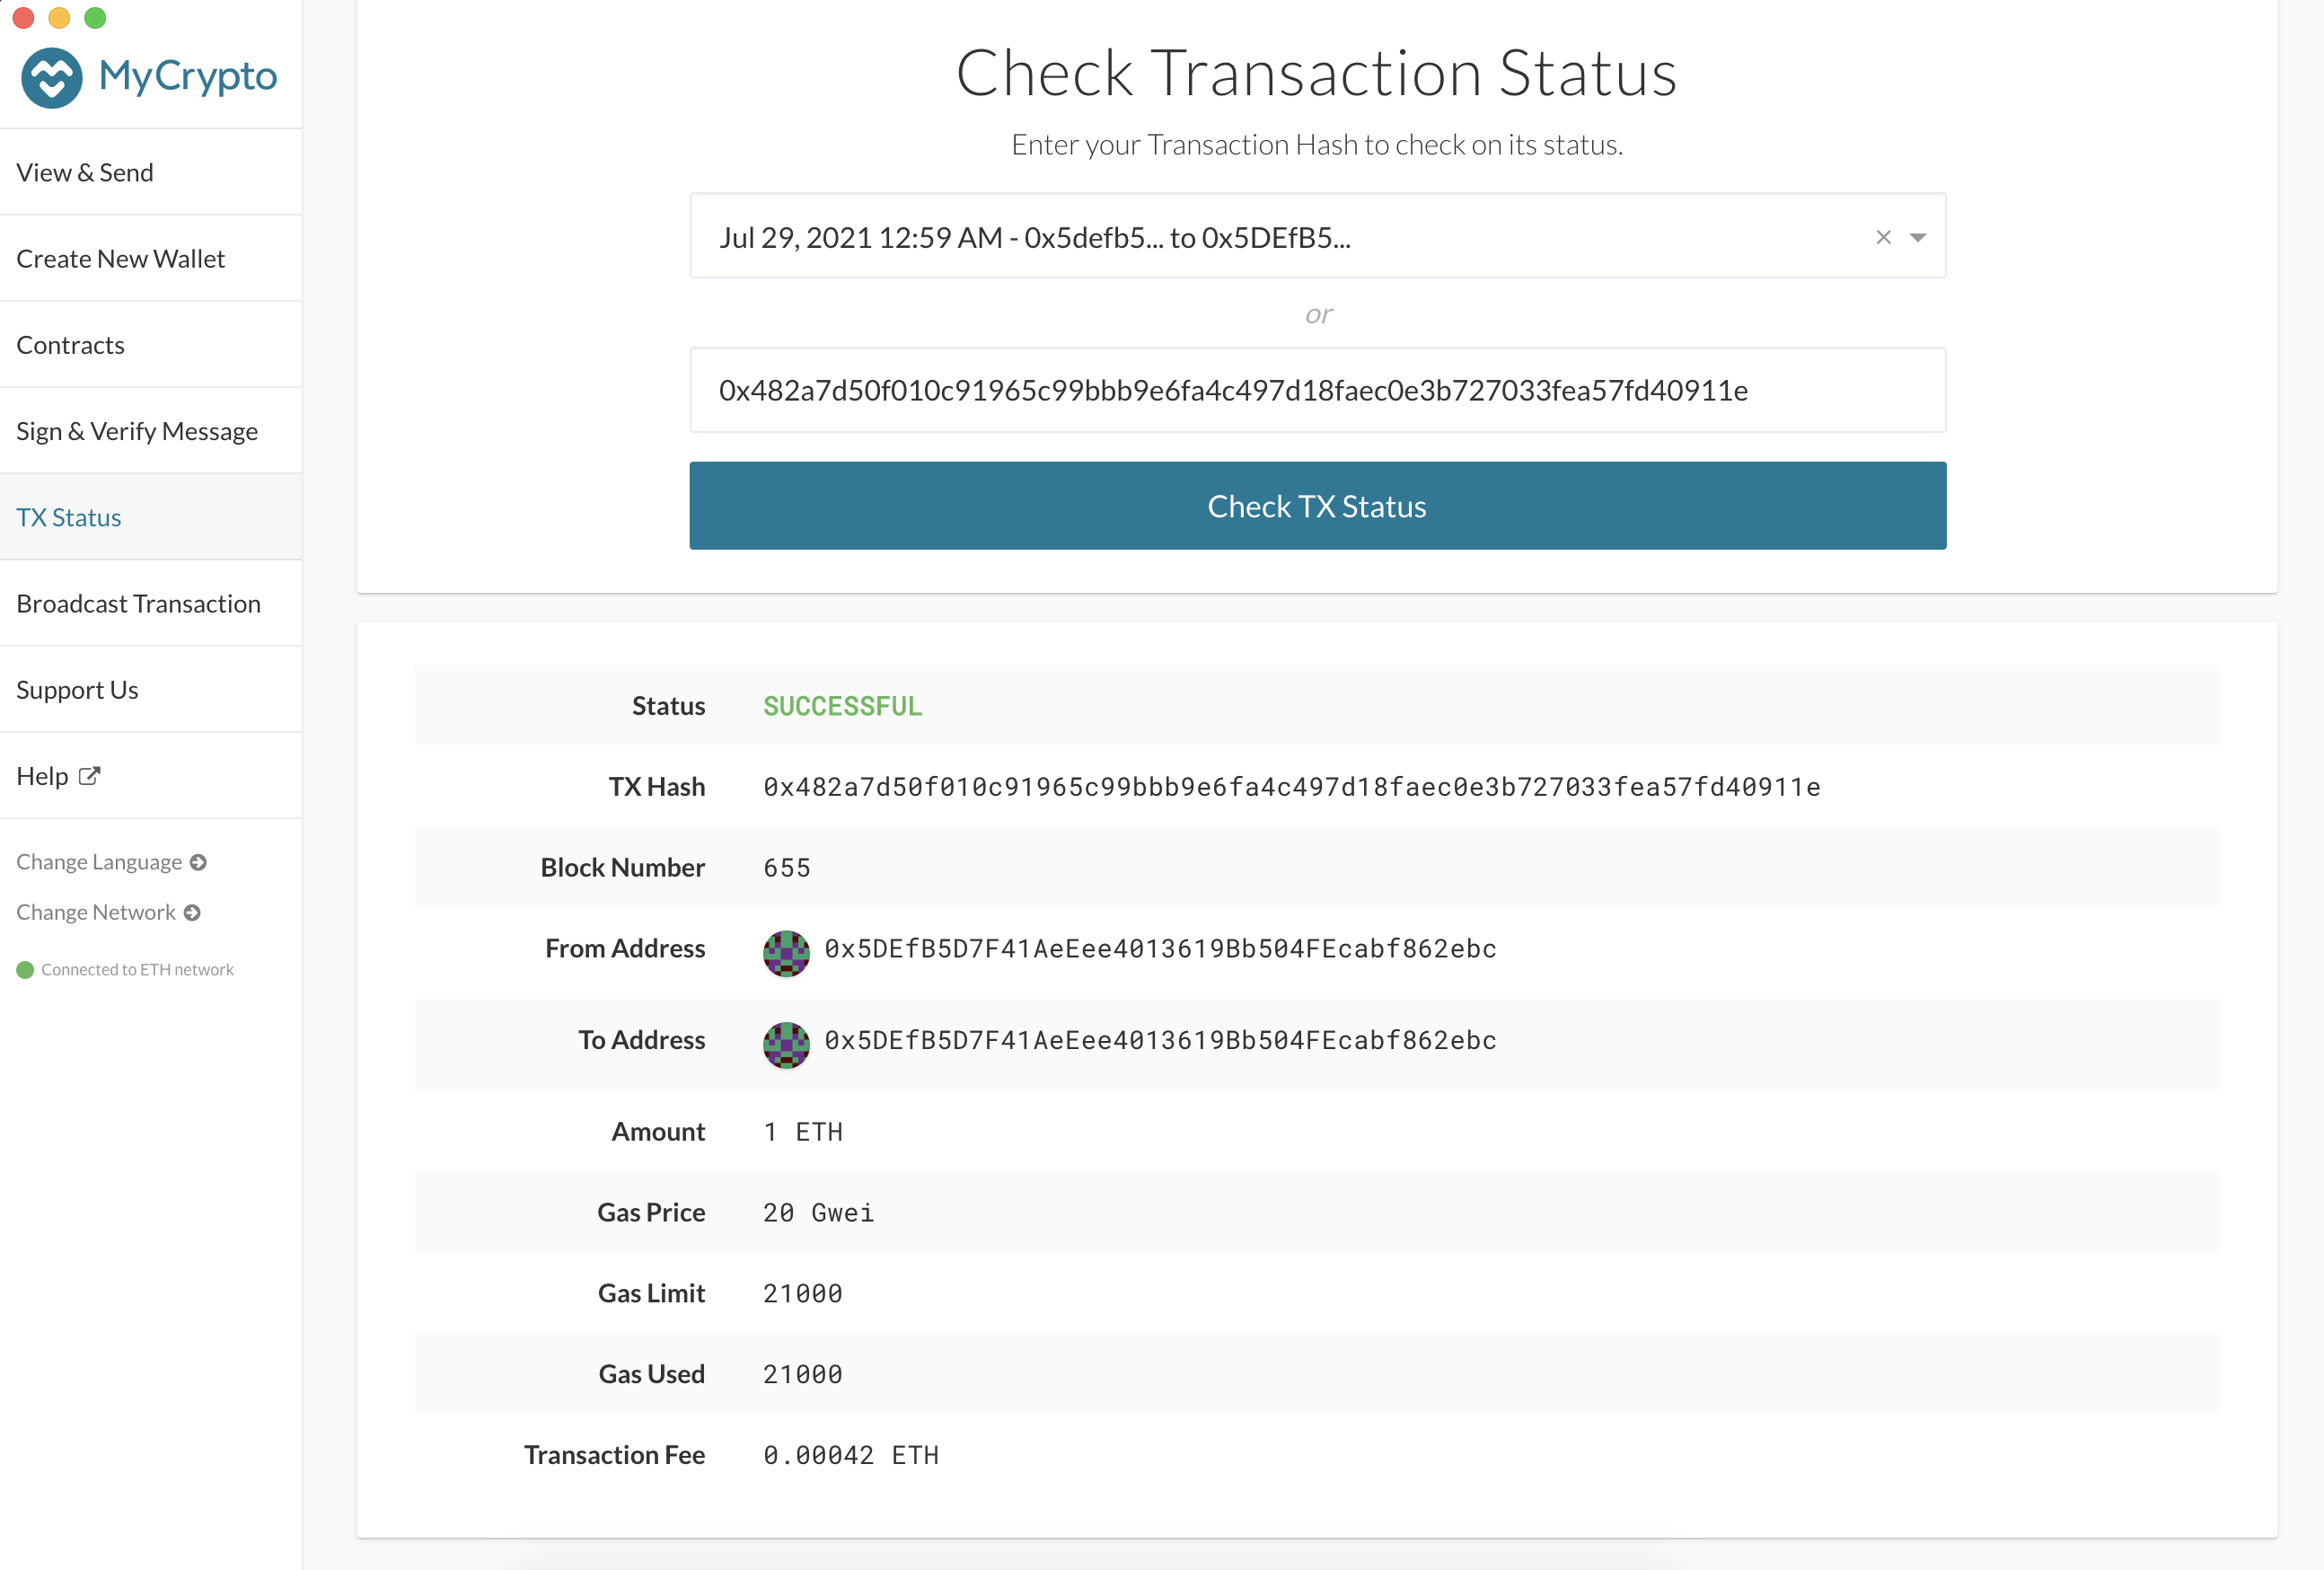 MyCrypto
View & Send
Create New Wallet
Contracts
Sign & Verify Message
TX Status
Broadcast Transaction
Support Us
Help
Change Language
Change Network
Connected to ETH network
Check Transaction Status
Enter your Transaction Hash to check on its status.
Jul 29, 2021 12:59 AM - 0x5defb5... to 0x5DEfB5...
or
0x482a7d50f010c91965c99bbb9e6fa4c497d18faec0e3b727033fea57fd40911e
Check TX Status
Status SUCCESSFUL
TX Hash 0x482a7d50f010c91965c99bbb9e6fa4c497d18faec0e3b727033fea57fd40911e
Block Number 655
From Address 0x5DEfB5D7F41AeEee4013619Bb504FEcabf862ebc
To Address 0x5DEfB5D7F41AeEee4013619Bb504FEcabf862ebc
Amount 1 ETH
Gas Price 20 Gwei
Gas Limit 21000
Gas Used 21000
Transaction Fee 0.00042 ETH